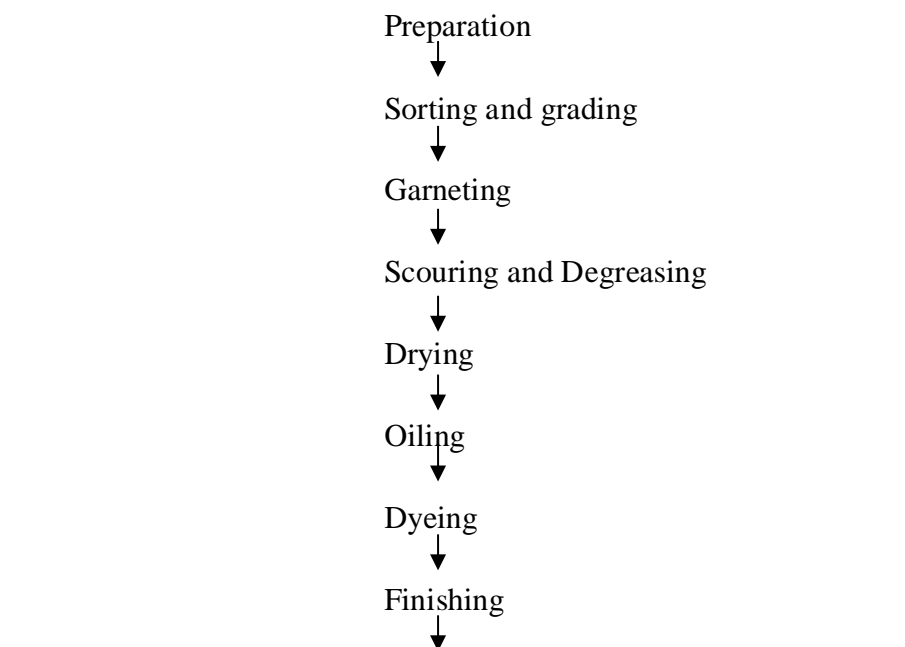 Preparation
Sorting and grading
Garneting
Scouring and Degreasing
Drying
Oiling
Dyeing
Finishing